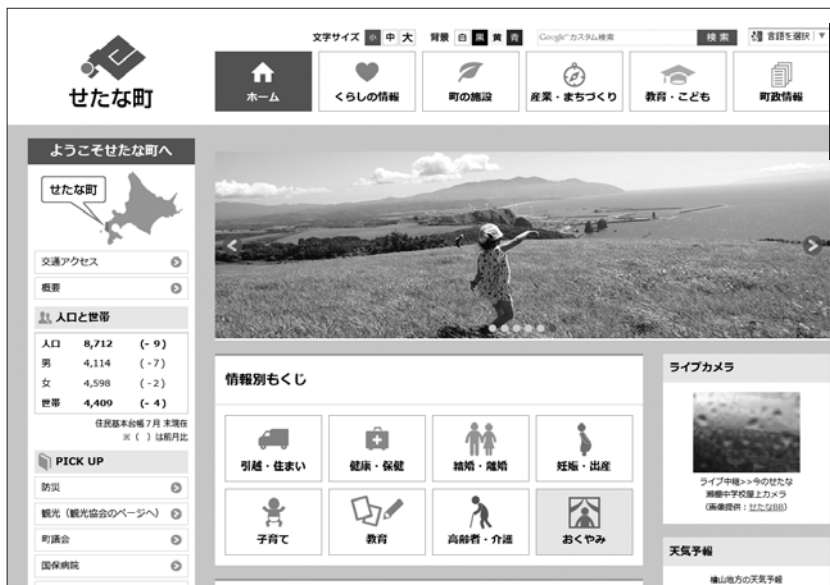 せたな町
文字サイズ 小 中 大 背景 白 黒 黄 青 Google カスタム検索 検索 言語を選択 ▼
ホーム くらしの情報 町の施設 産業・まちづくり 教育・こども 町政情報
ようこそせたな町へ
せたな町
交通アクセス
概要
人口と世帯
人口 8,712 (- 9)
男 4,114 (-7)
女 4,598 (-2)
世帯 4,409 (- 4)
住民基本台帳7月末現在
※( )は前月比
PICK UP
防災
観光(観光協会のページへ)
町議会
国保病院
情報別もくじ
引越・住まい 健康・保健 結婚・離婚 妊娠・出産
子育て 教育 高齢者・介護 おくやみ
ライブカメラ
ライブ中継>>今のせたな
瀬棚中学校屋上カメラ
(画像提供:せたなBB)
天気予報
檜山地方の天気予報